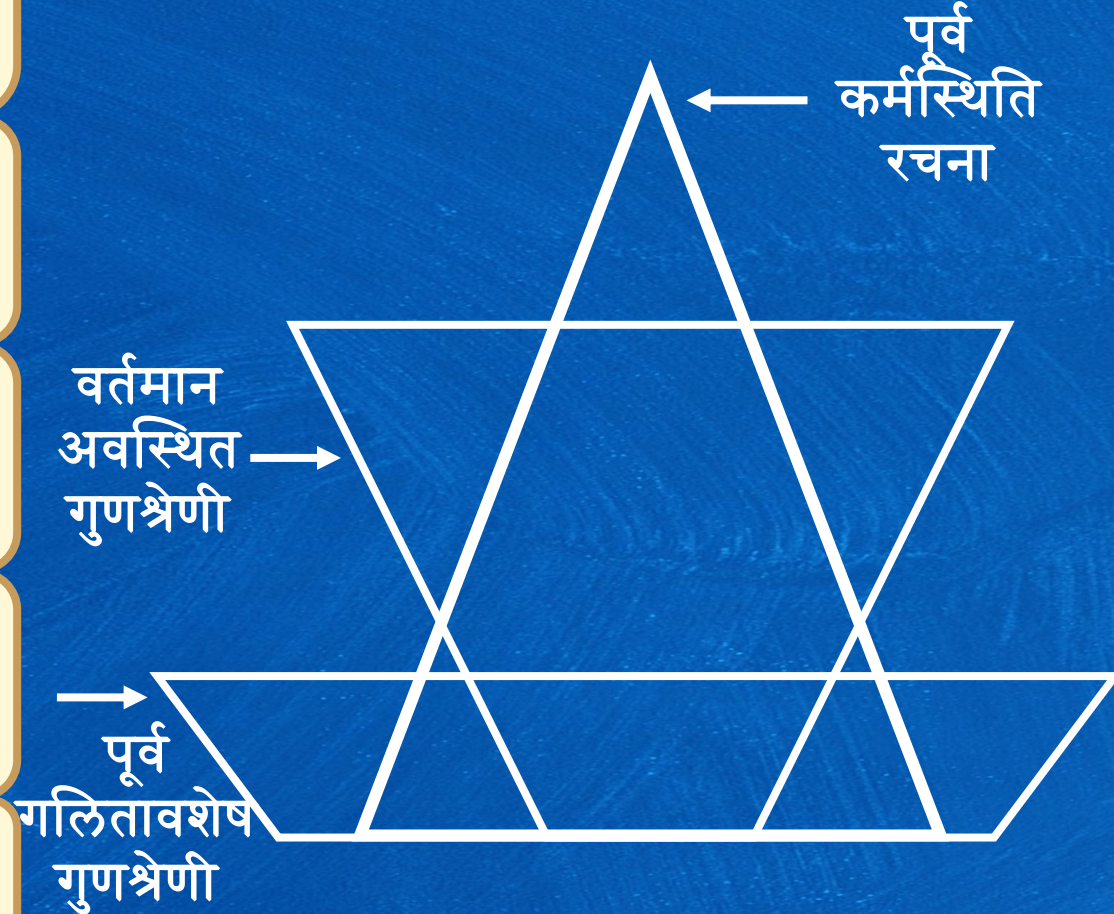 पूर्व
कर्मस्थिति
रचना
वर्तमान
अवस्थित
गुणश्रेणी
पूर्व
गलितावशेष
गुणश्रेणी